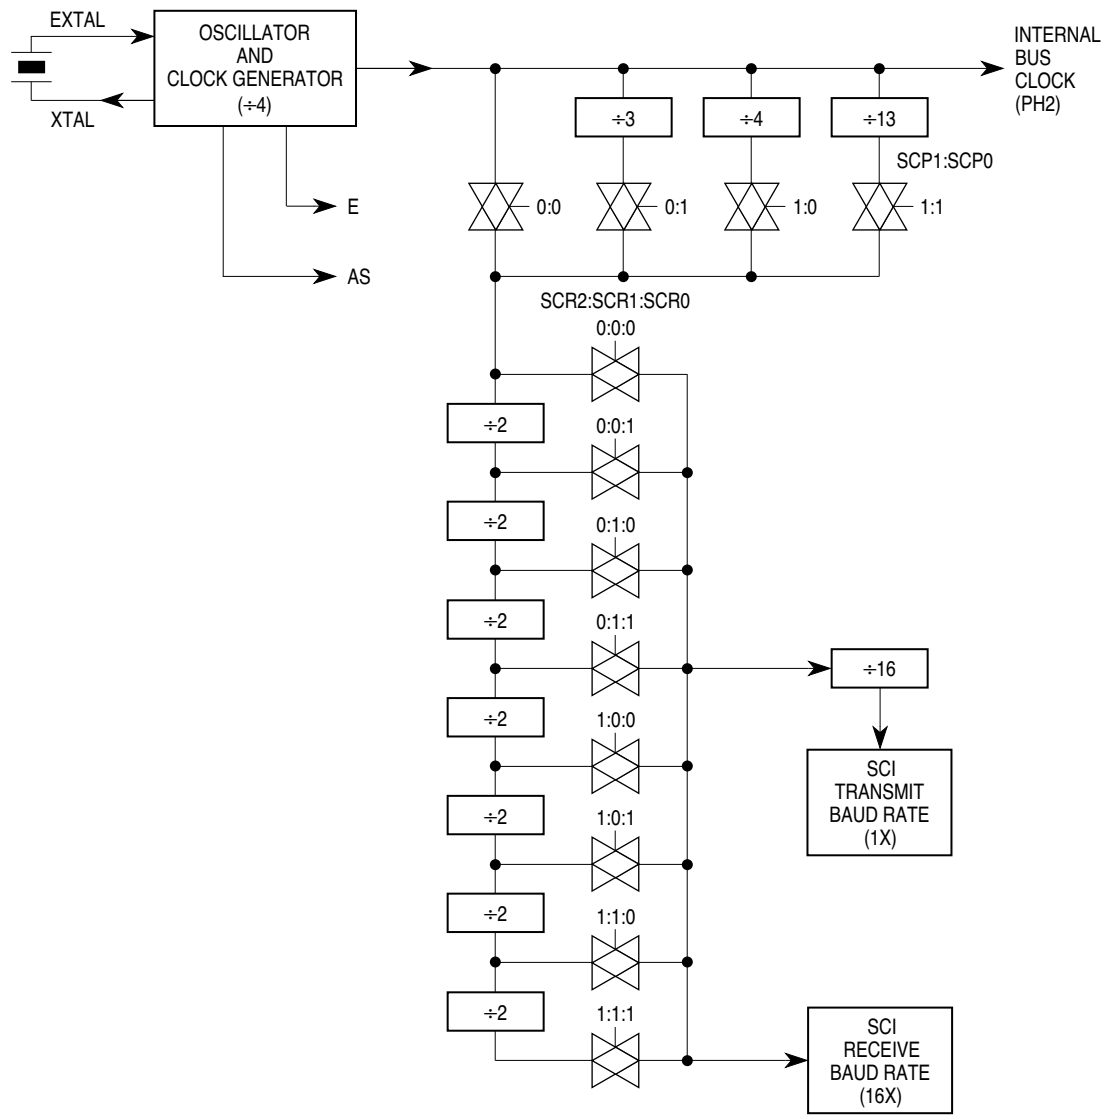 EXTAL
XTAL
OSCILLATOR
AND
CLOCK GENERATOR
(÷4)
INTERNAL
BUS
CLOCK
(PH2)
÷3
÷4
÷13
SCP1:SCP0
0:0
0:1
1:0
1:1
E
AS
SCR2:SCR1:SCR0
0:0:0
÷2
0:0:1
÷2
0:1:0
÷2
0:1:1
÷16
÷2
1:0:0
SCI
TRANSMIT
BAUD RATE
(1X)
÷2
1:0:1
÷2
1:1:0
÷2
1:1:1
SCI
RECEIVE
BAUD RATE
(16X)